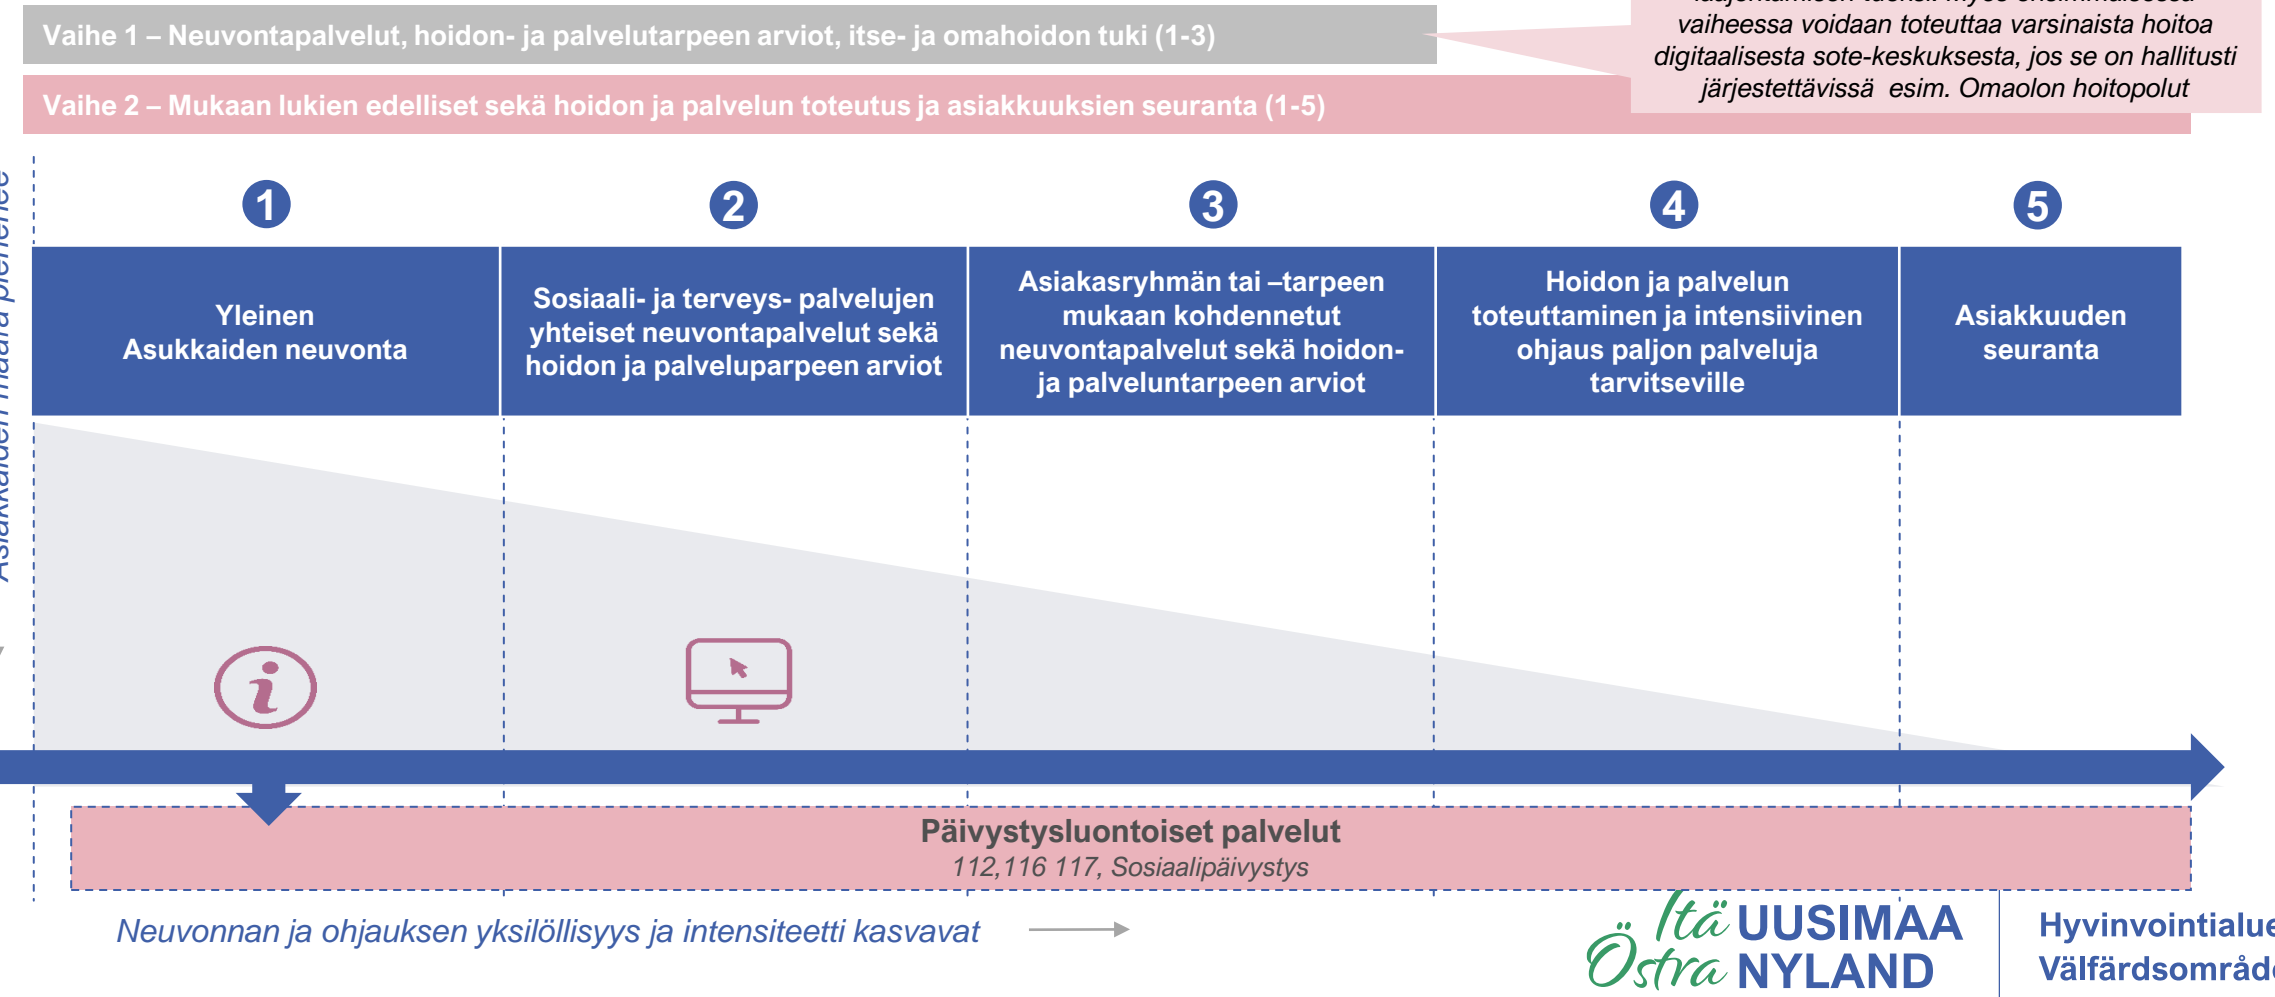 vaiheessa voidaan toteuttaa varsinaista hoitoa
digitaalisesta sote-keskuksesta, jos se on hallitusti
järjestettävissä esim. Omaolon hoitopolut
Vaihe 1 – Neuvontapalvelut, hoidon- ja palvelutarpeen arviot, itse- ja omahoidon tuki (1-3)
Vaihe 2 – Mukaan lukien edelliset sekä hoidon ja palvelun toteutus ja asiakkuuksien seuranta (1-5)
Asiakkaiden määrä pienenee
1
2
3
4
5
Yleinen
Asukkaiden neuvonta
Sosiaali- ja terveys- palvelujen
yhteiset neuvontapalvelut sekä
hoidon ja palveluparpeen arviot
Asiakasryhmän tai –tarpeen
mukaan kohdennetut
neuvontapalvelut sekä hoidon-
ja palveluntarpeen arviot
Hoidon ja palvelun
toteuttaminen ja intensiivinen
ohjaus paljon palveluja
tarvitseville
Asiakkuuden
seuranta
i
Päivystysluontoiset palvelut
112,116 117, Sosiaalipäivystys
Neuvonnan ja ohjauksen yksilöllisyys ja intensiteetti kasvavat
Itä UUSIMAA
Östra NYLAND
Hyvinvointialue
Välfärdsområde